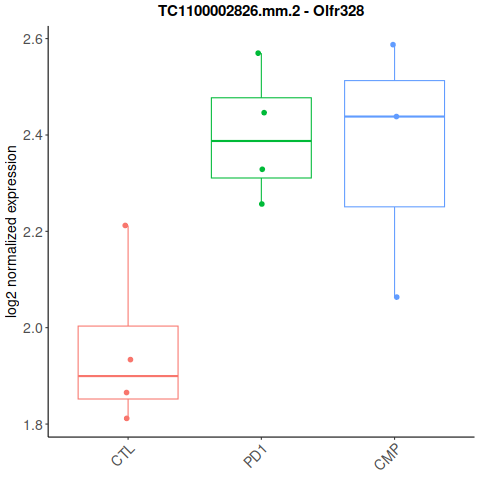 TC1100002826.mm.2 - Olfr328
log2 normalized expression
2.6
2.4
2.2
2.0
1.8
CTL
PD1
CMP